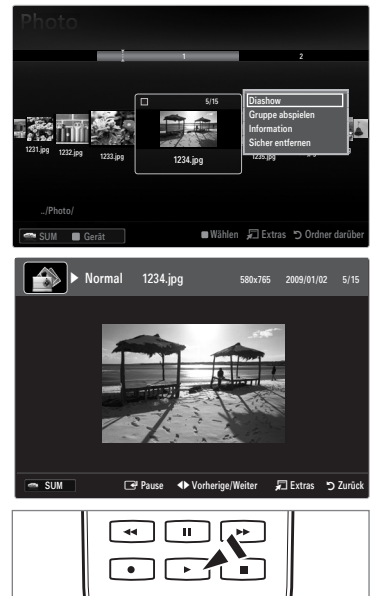 Photo
1 2
5/15
Diashow
Gruppe abspielen
Information
Sicher entfernen
1231.jpg 1232.jpg 1233.jpg 1234.jpg 1235.jpg
../Photo/
SUM Gerät Wählen Extras Ordner darüber
Normal 1234.jpg 580x765 2009/01/02 5/15
SUM Pause Vorherige/Weiter Extras Zurück